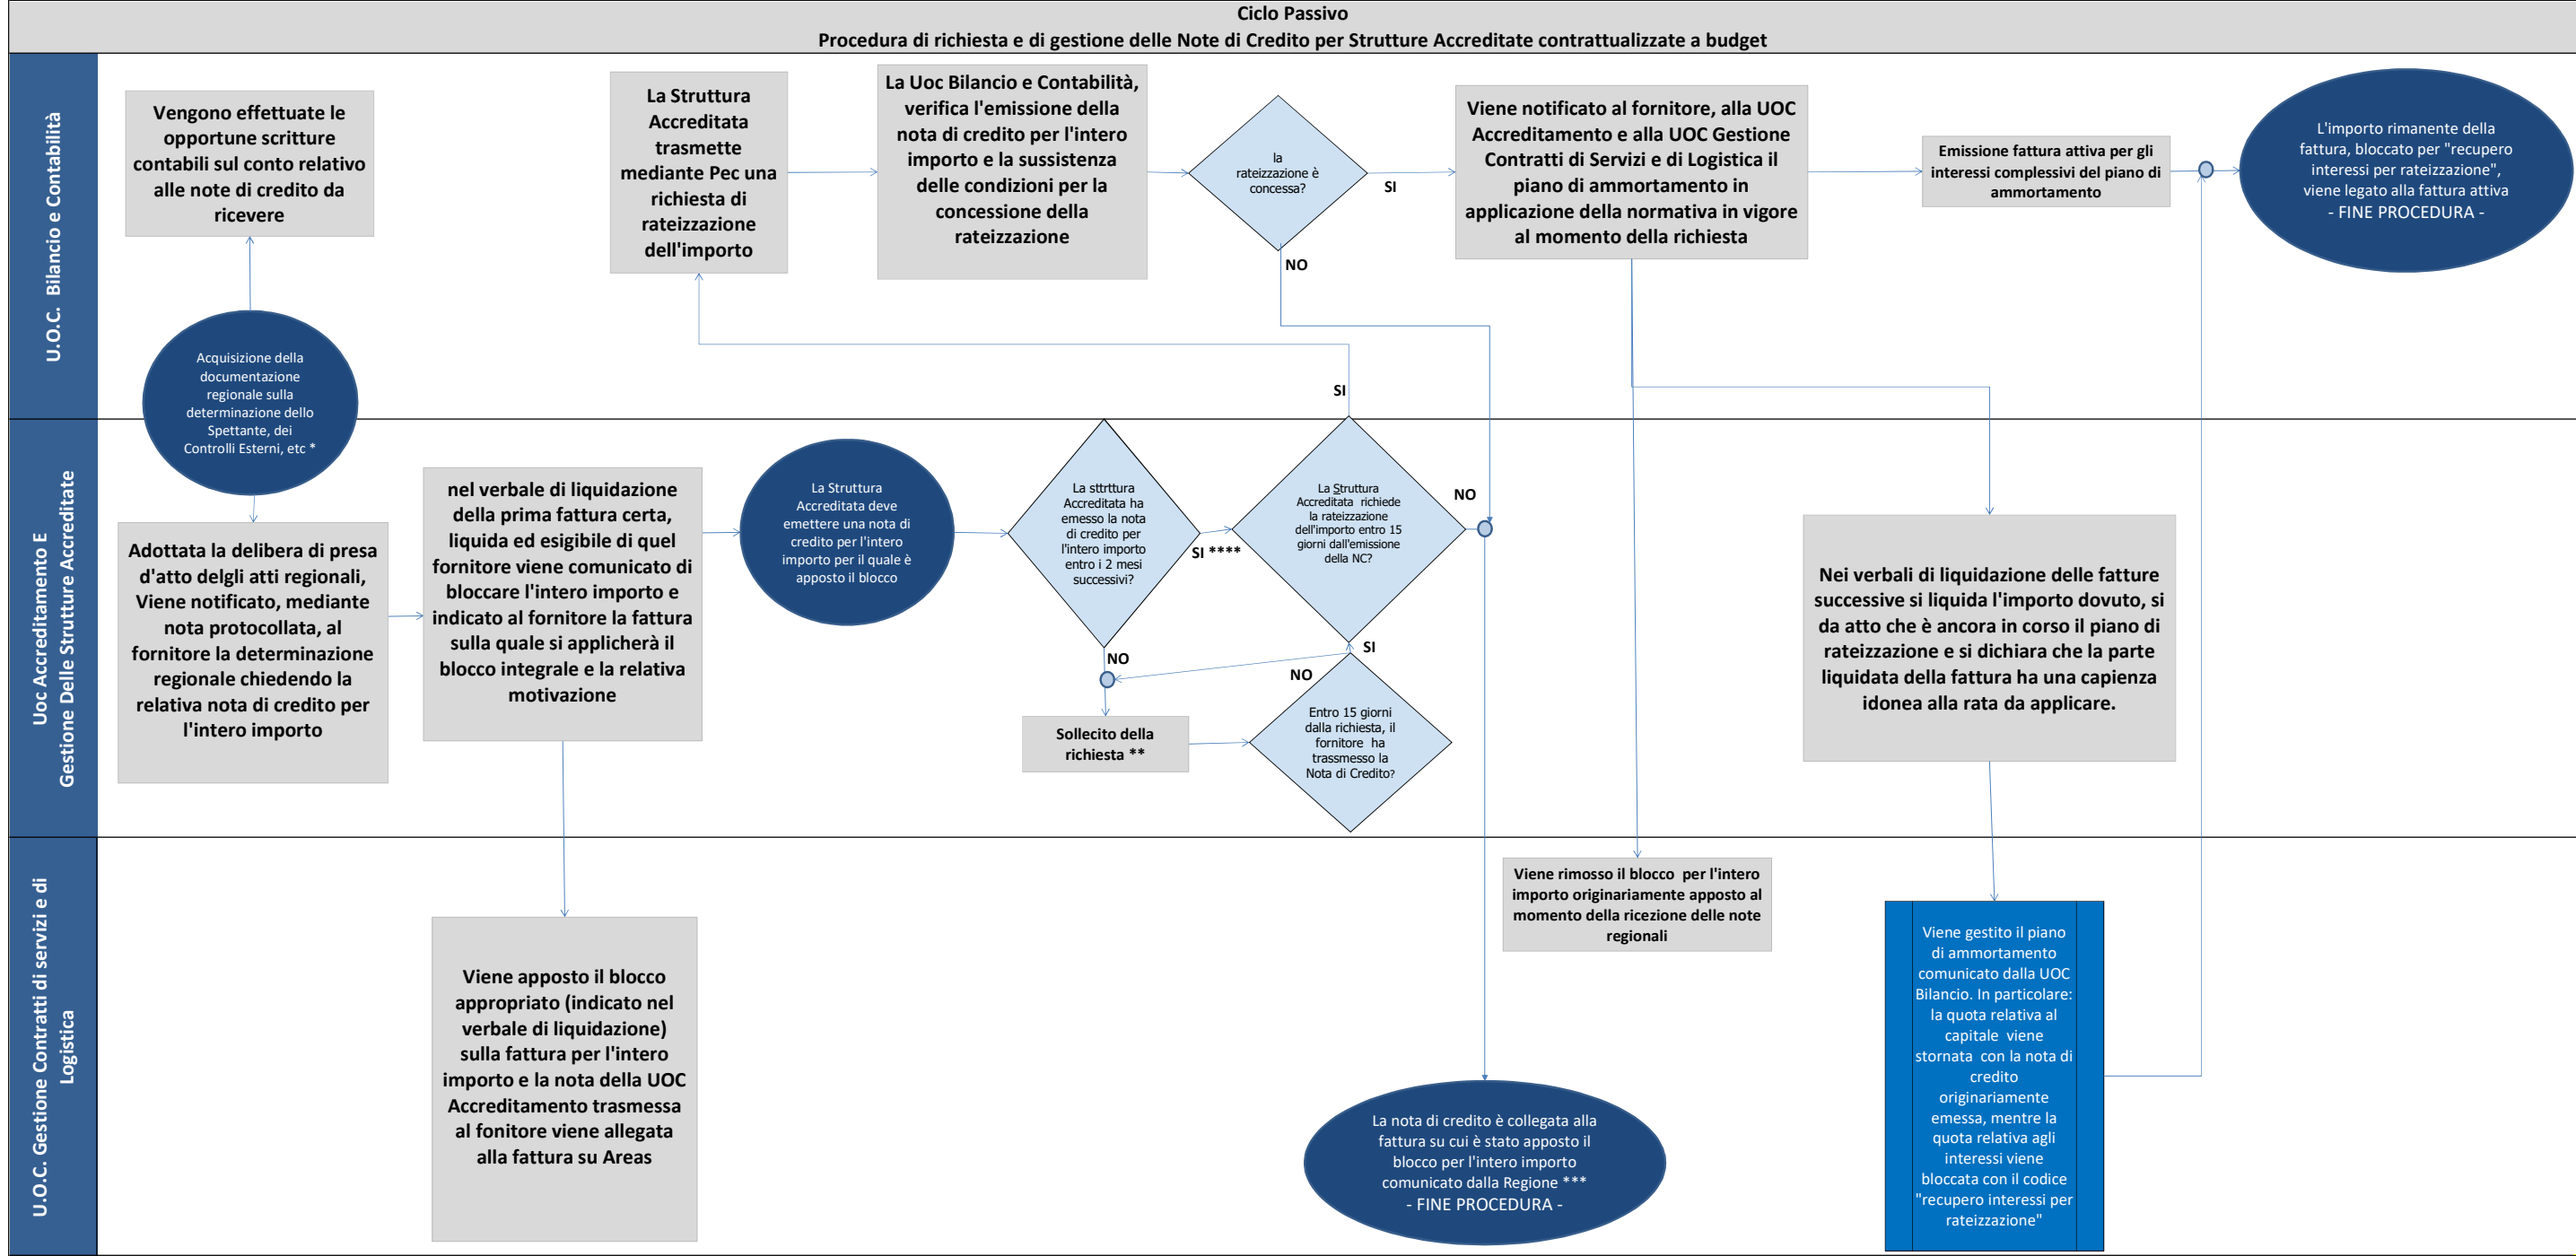 Ciclo Passivo
Procedura di richiesta e di gestione delle Note di Credito per Strutture Accreditate contrattualizzate a budget
U.O.C. Bilancio e Contabilità
Vengono effettuate le
opportune scritture
contabili sul conto relativo
alle note di credito da
ricevere
La Struttura
Accreditata
trasmette
mediante Pec una
richiesta di
rateizzazione
dell'importo
La Uoc Bilancio e Contabilità,
verifica l'emissione della
nota di credito per l'intero
importo e la sussistenza
delle condizioni per la
concessione della
rateizzazione
la
rateizzazione è
concessa?
SI
NO
Viene notificato al fornitore, alla UOC
Accreditamento e alla UOC Gestione
Contratti di Servizi e di Logistica il
piano di ammortamento in
applicazione della normativa in vigore
al momento della richiesta
Emissione fattura attiva per gli
interessi complessivi del piano di
ammortamento
L'importo rimanente della
fattura, bloccato per "recupero
interessi per rateizzazione",
viene legato alla fattura attiva
- FINE PROCEDURA -
Acquisizione della
documentazione
regionale sulla
determinazione dello
Spettante, dei
Controlli Esterni, etc *
Uoc Accreditamento E
Gestione Delle Strutture Accreditate
Adottata la delibera di presa
d'atto delgli atti regionali,
Viene notificato, mediante
nota protocollata, al
fornitore la determinazione
regionale chiedendo la
relativa nota di credito per
l'intero importo
nel verbale di liquidazione
della prima fattura certa,
liquida ed esigibile di quel
fornitore viene comunicato di
bloccare l'intero importo e
indicato al fornitore la fattura
sulla quale si applicherà il
blocco integrale e la relativa
motivazione
La Struttura
Accreditata deve
emettere una nota di
credito per l'intero
importo per il quale è
apposto il blocco
La sttrttura
Accreditata ha
emesso la nota
di credito per
l'intero importo
entro i 2 mesi
successivi?
SI ****
NO
La Struttura
Accreditata richiede
la rateizzazione
dell'importo entro 15
giorni dall'emissione
della NC?
SI
NO
Sollecito della
richiesta **
Entro 15 giorni
dalla richiesta, il
fornitore ha
trassmesso la
Nota di Credito?
SI
NO
Nei verbali di liquidazione delle fatture
successive si liquida l'importo dovuto, si
da atto che è ancora in corso il piano di
rateizzazione e si dichiara che la parte
liquidata della fattura ha una capienza
idonea alla rata da applicare.
U.O.C. Gestione Contratti di servizi e di
Logistica
Viene apposto il blocco
appropriato (indicato nel
verbale di liquidazione)
sulla fattura per l'intero
importo e la nota della UOC
Accreditamento trasmessa
al fonitore viene allegata
alla fattura su Areas
La nota di credito è collegata alla
fattura su cui è stato apposto il
blocco per l'intero importo
comunicato dalla Regione ***
- FINE PROCEDURA -
Viene rimosso il blocco per l'intero
importo originariamente apposto al
momento della ricezione delle note
regionali
Viene gestito il piano
di ammortamento
comunicato dalla UOC
Bilancio. In particolare:
la quota relativa al
capitale viene
stornata con la nota di
credito
originariamente
emessa, mentre la
quota relativa agli
interessi viene
bloccata con il codice
"recupero interessi per
rateizzazione"